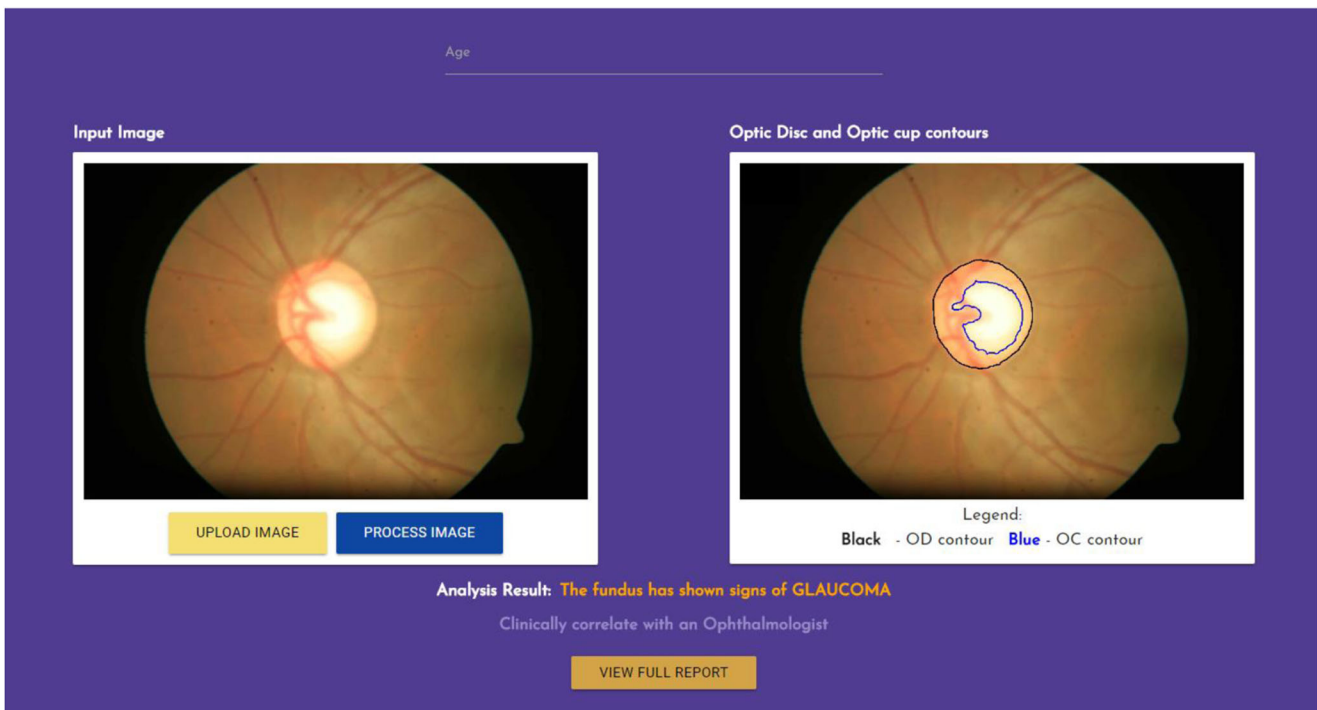 Age
Input Image
Optic Disc and Optic cup contours
UPLOAD IMAGE
PROCESS IMAGE
Legend:
Black - OD contour Blue - OC contour
Analysis Result: The fundus has shown signs of GLAUCOMA
Clinically correlate with an Ophthalmologist
VIEW FULL REPORT